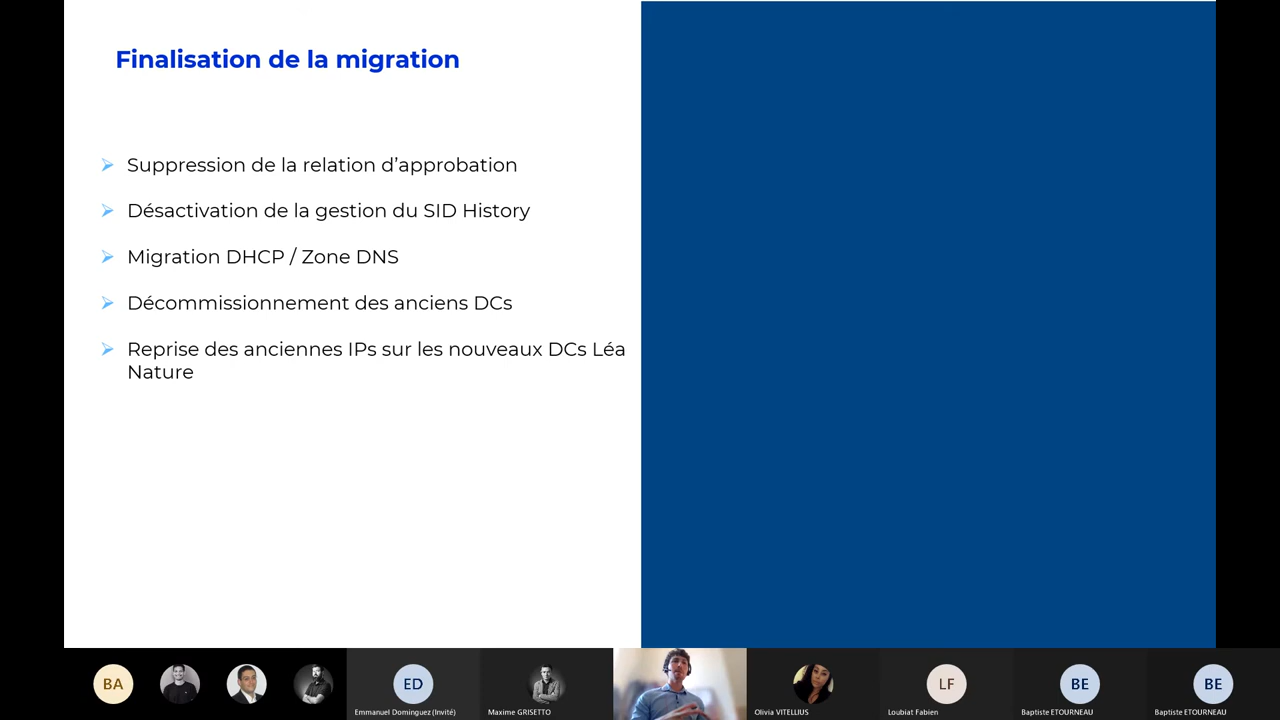 Finalisation de la migration
Suppression de la relation d’approbation
Désactivation de la gestion du SID History
Migration DHCP / Zone DNS
Décommissionnement des anciens DCs
Reprise des anciennes IPs sur les nouveaux DCs Léa
Nature
BA
ED
LF
BE
BE
Emmanuel Dominguez (Invité)
Maxime GRISETTO
Olivia VITELLIUS
Loubiat Fabien
Baptiste ETOURNEAU
Baptiste ETOURNEAU